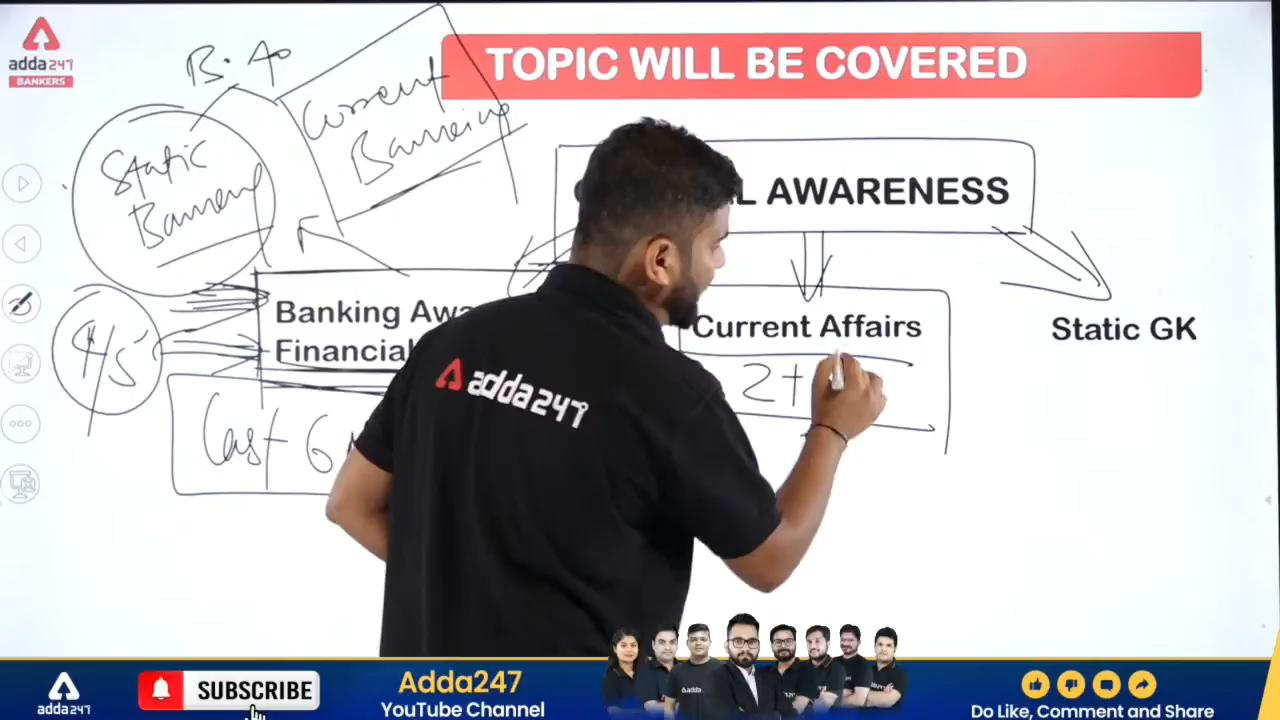 adda247
BANKERS
B. A
TOPIC WILL BE COVERED
Current
Banking
Static
Banking
L AWARENESS
Banking Awa
Financial
Current Affairs
Static GK
4/5
2+
Last 6
adda247
adda247
SUBSCRIBE
Adda247
YouTube Channel
Do Like, Comment and Share